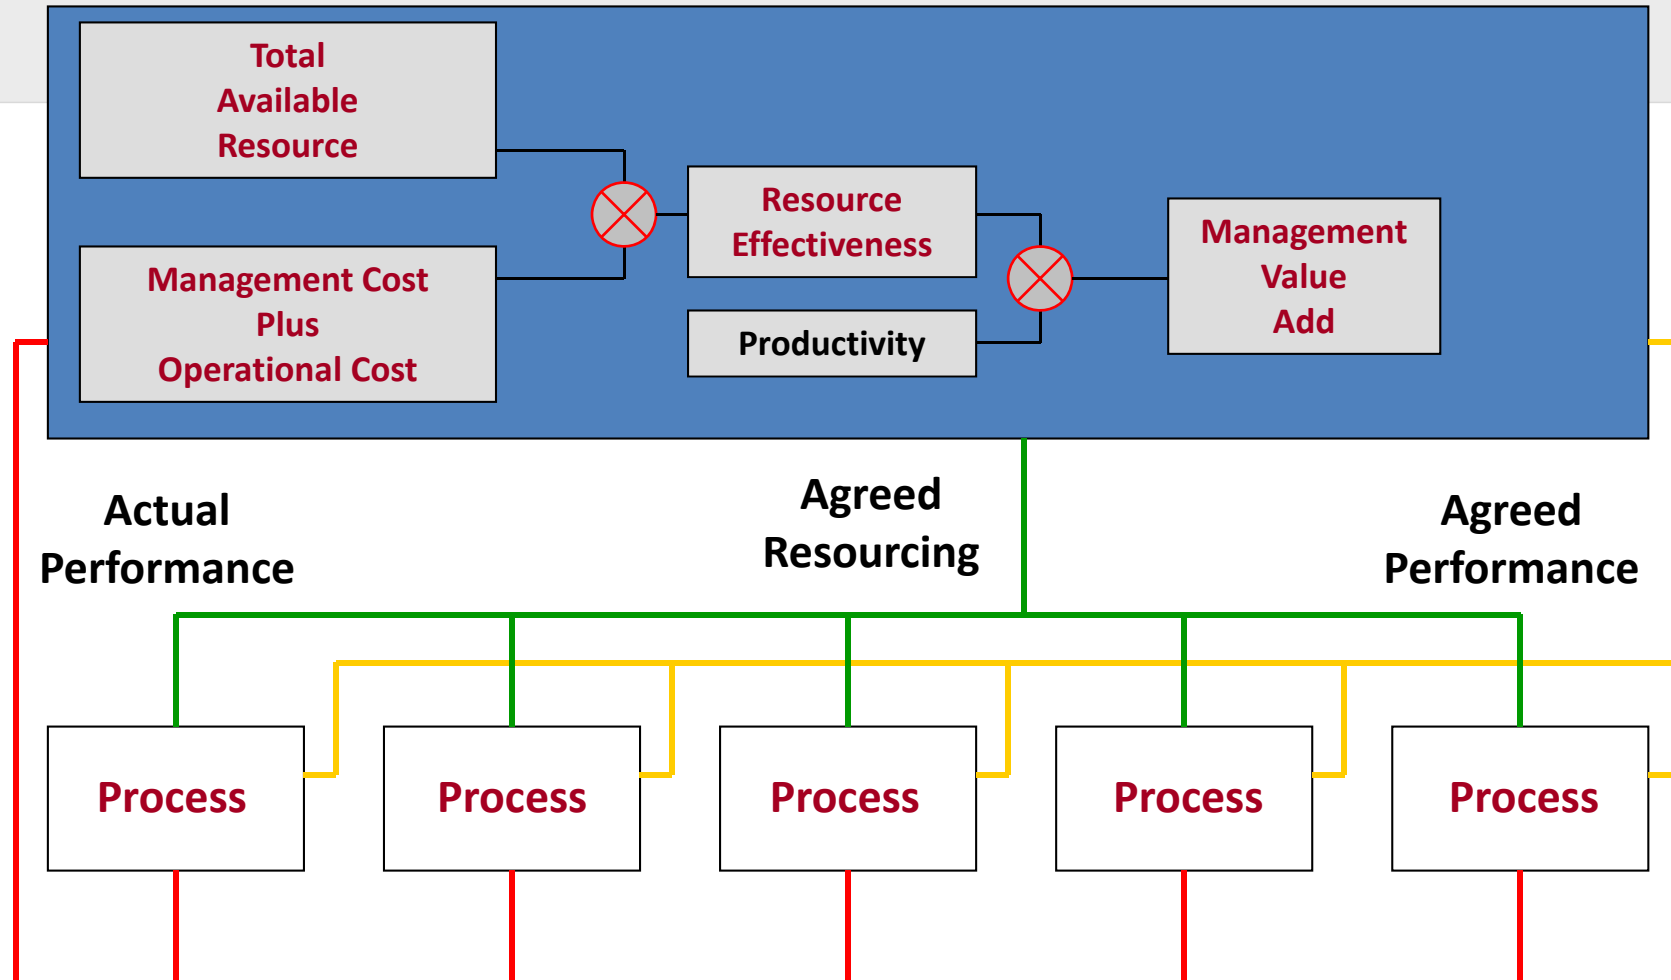 Total
Available
Resource
Management Cost
Plus
Operational Cost
Resource
Effectiveness
Productivity
Management
Value
Add
Actual
Performance
Agreed
Resourcing
Agreed
Performance
Process
Process
Process
Process
Process